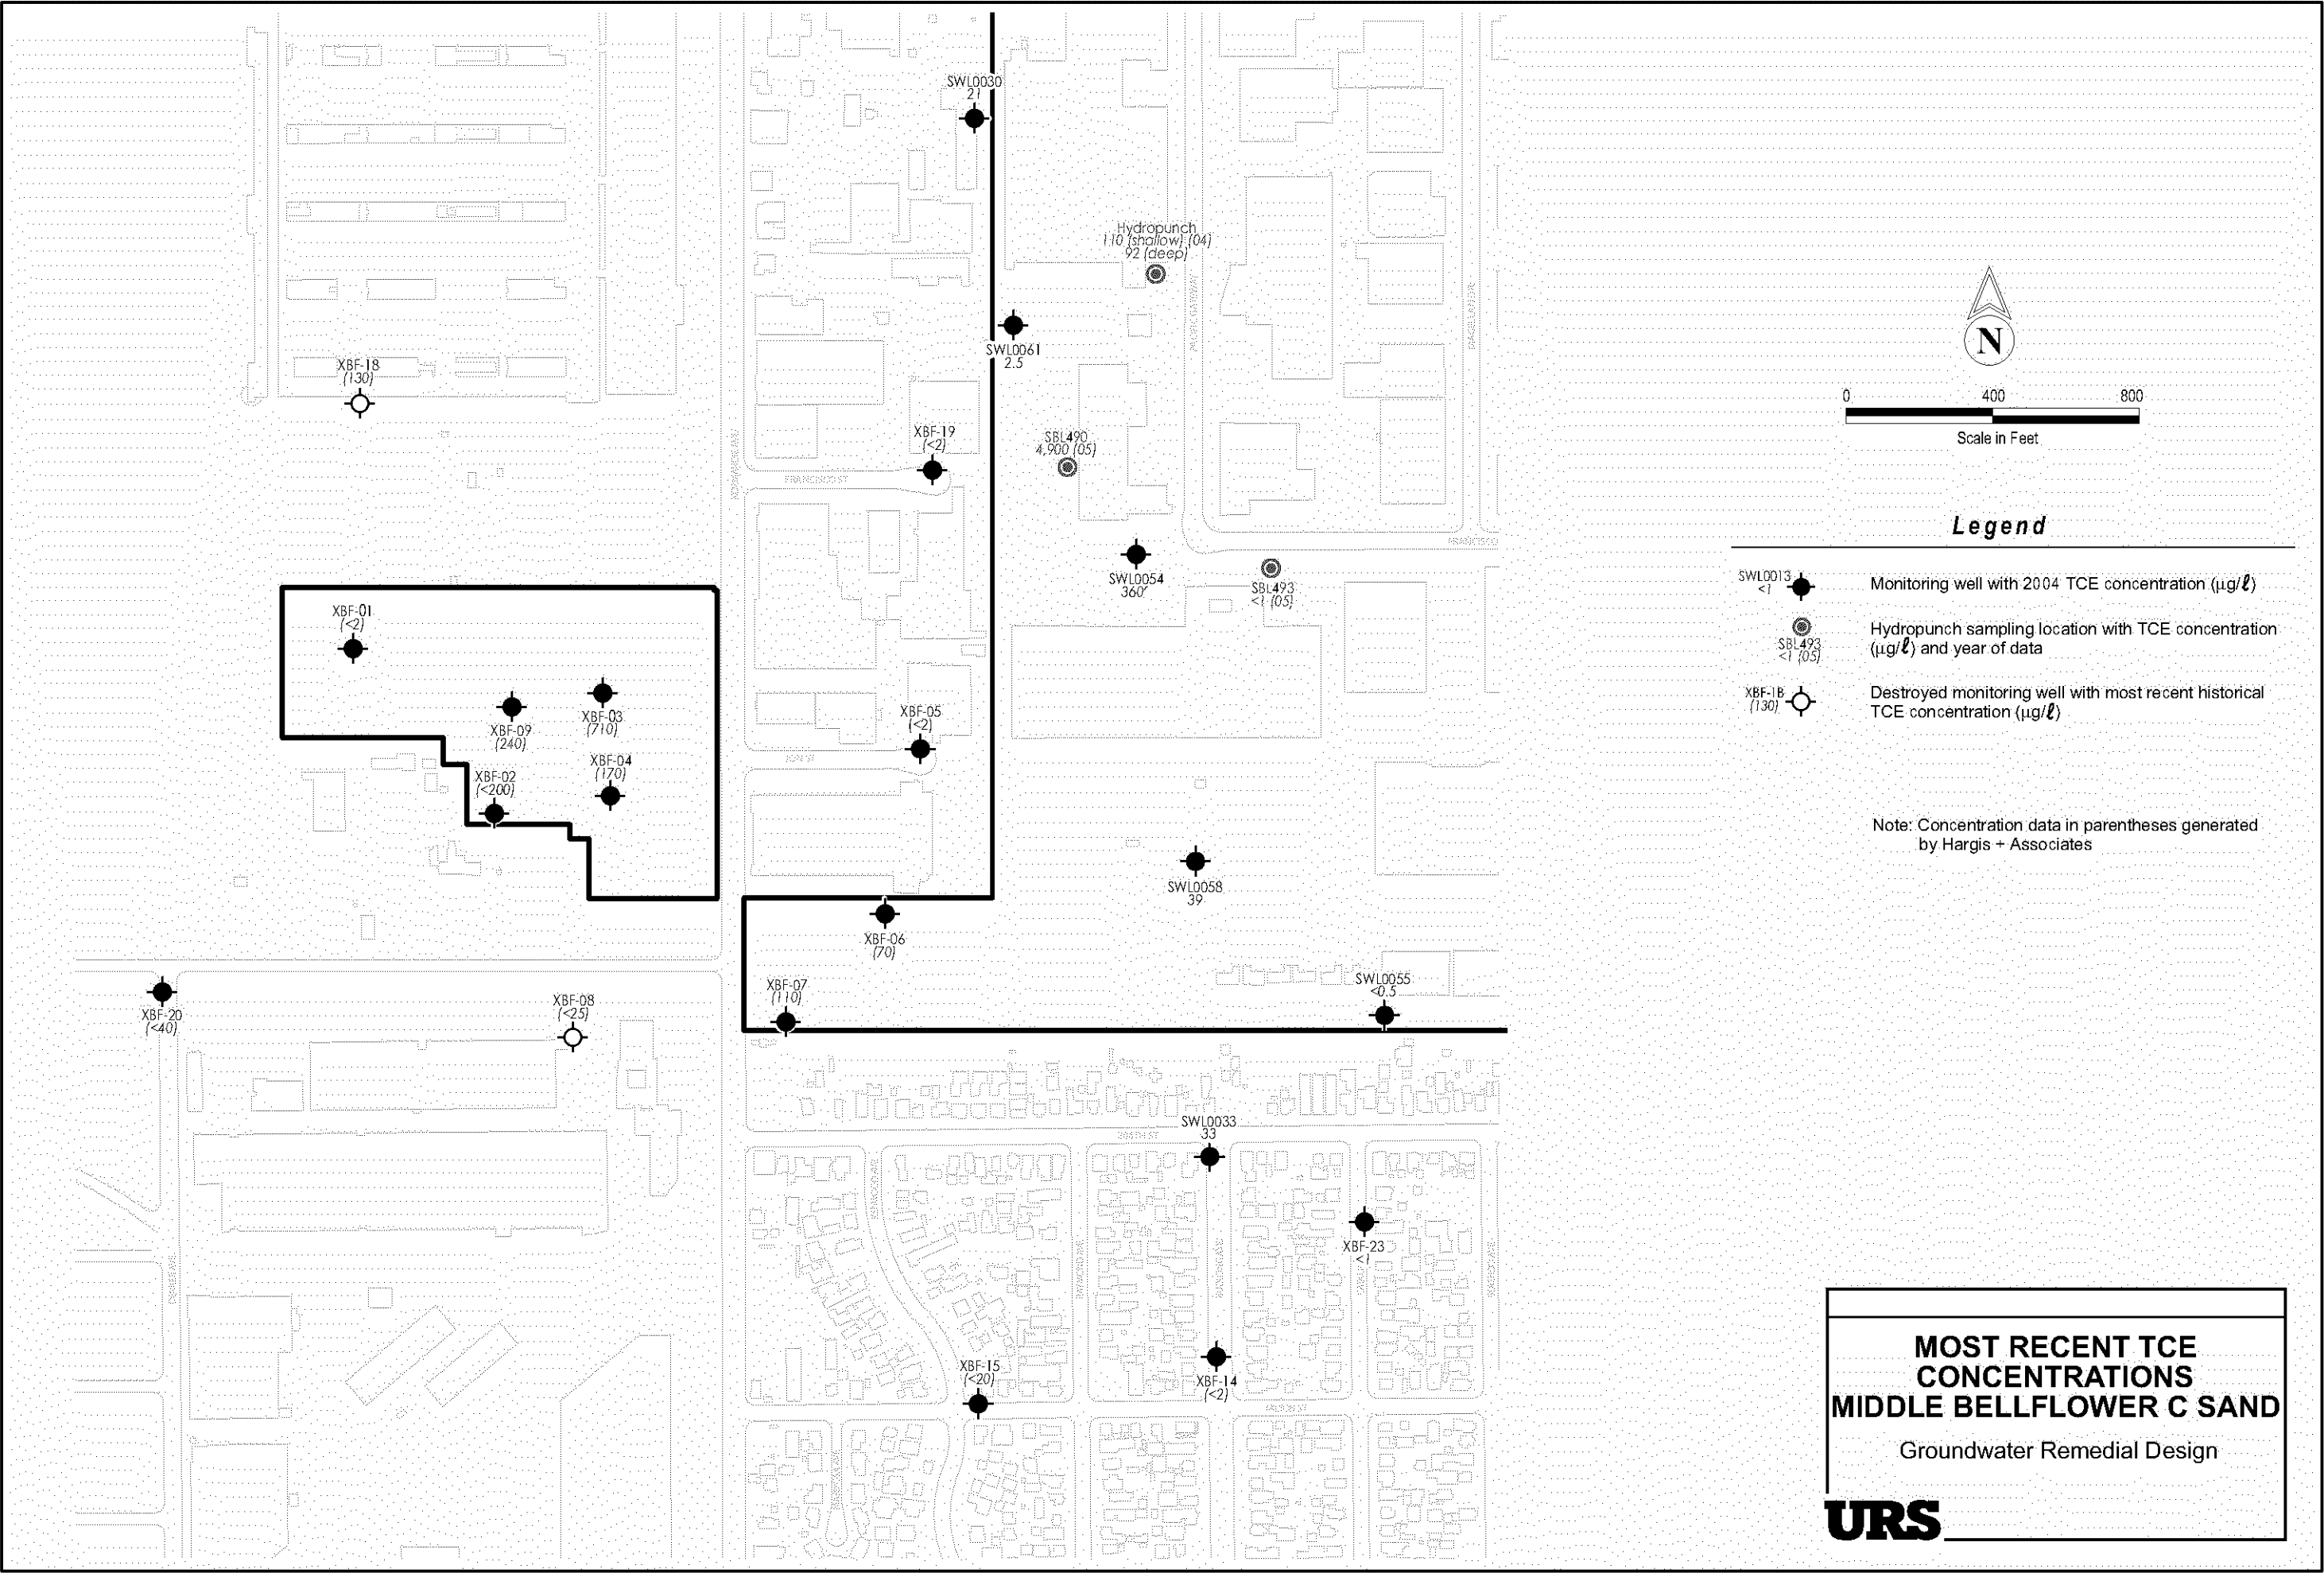 SWL0030
21
Hydropunch
110 (shallow) (04)
92 (deep)
SWL0061
2.5
XBF-18
(130)
XBF-19
(<2)
SBL490
4,900 (05)
FRANCISCO ST
FRANCISCO
SWL0054
360
SBL493
<1 (05)
XBF-01
(<2)
XBF-09
(240)
XBF-03
(710)
XBF-05
(<2)
XBF-04
(170)
XBF-02
(<200)
SWL0058
39
XBF-06
(70)
XBF-07
(110)
SWL0055
<0.5
XBF-20
(<40)
XBF-08
(<25)
SWL0033
33
XBF-23
<1
XBF-15
(<20)
XBF-14
(<2)
N
0 400 800
Scale in Feet
Legend
SWL0013
<1
Monitoring well with 2004 TCE concentration (µg/ℓ)
SBL493
<1 (05)
Hydropunch sampling location with TCE concentration
(µg/ℓ) and year of data
XBF-1B
(130)
Destroyed monitoring well with most recent historical
TCE concentration (µg/ℓ)
Note: Concentration data in parentheses generated
by Hargis + Associates
MOST RECENT TCE
CONCENTRATIONS
MIDDLE BELLFLOWER C SAND
Groundwater Remedial Design
URS